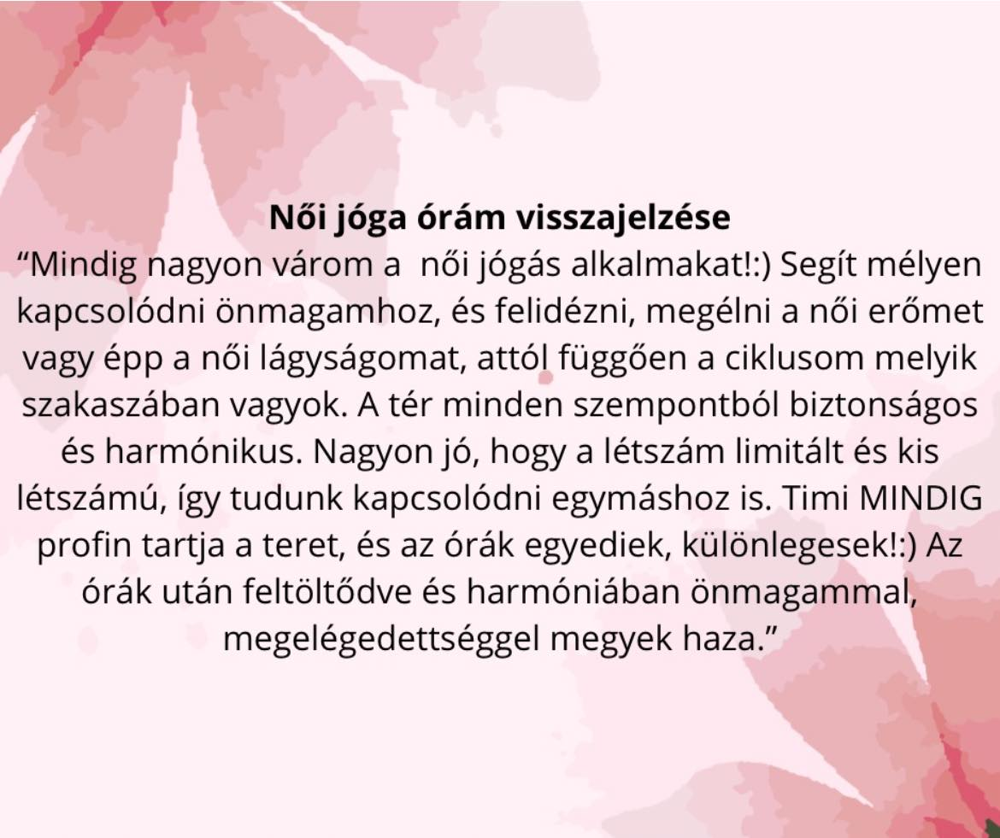 Női jóga órám visszajelzése
“Mindig nagyon várom a  női jógás alkalmakat!:) Segít mélyen
kapcsolódni önmagamhoz, és felidézni, megélni a női erőmet
vagy épp a női lágyságomat, attól függően a ciklusom melyik
szakaszában vagyok. A tér minden szempontból biztonságos
és harmónikus. Nagyon jó, hogy a létszám limitált és kis
létszámú, így tudunk kapcsolódni egymáshoz is. Timi MINDIG
profin tartja a teret, és az órák egyediek, különlegesek!:) Az
órák után feltöltődve és harmóniában önmagammal,
megelégedettséggel megyek haza.”